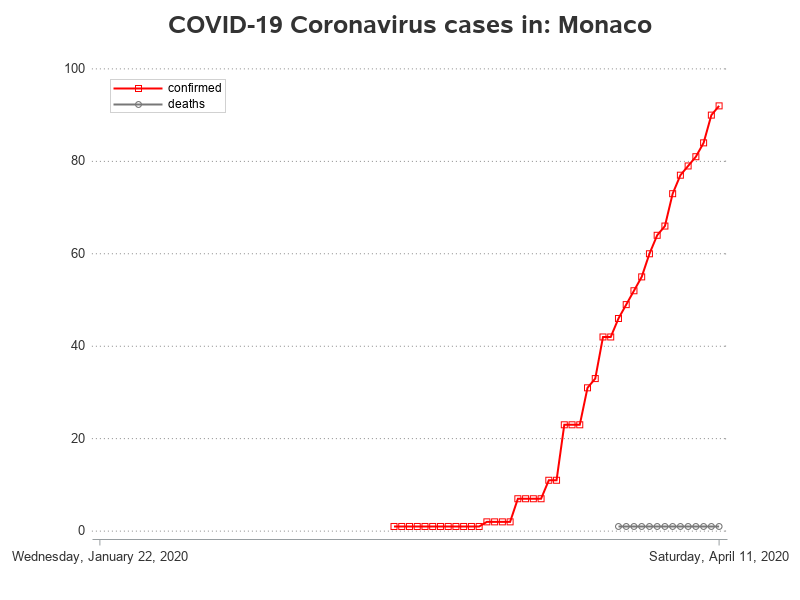 COVID-19 Coronavirus cases in: Monaco
100
confirmed
deaths
80
60
40
20
0
Wednesday, January 22, 2020
Saturday, April 11, 2020